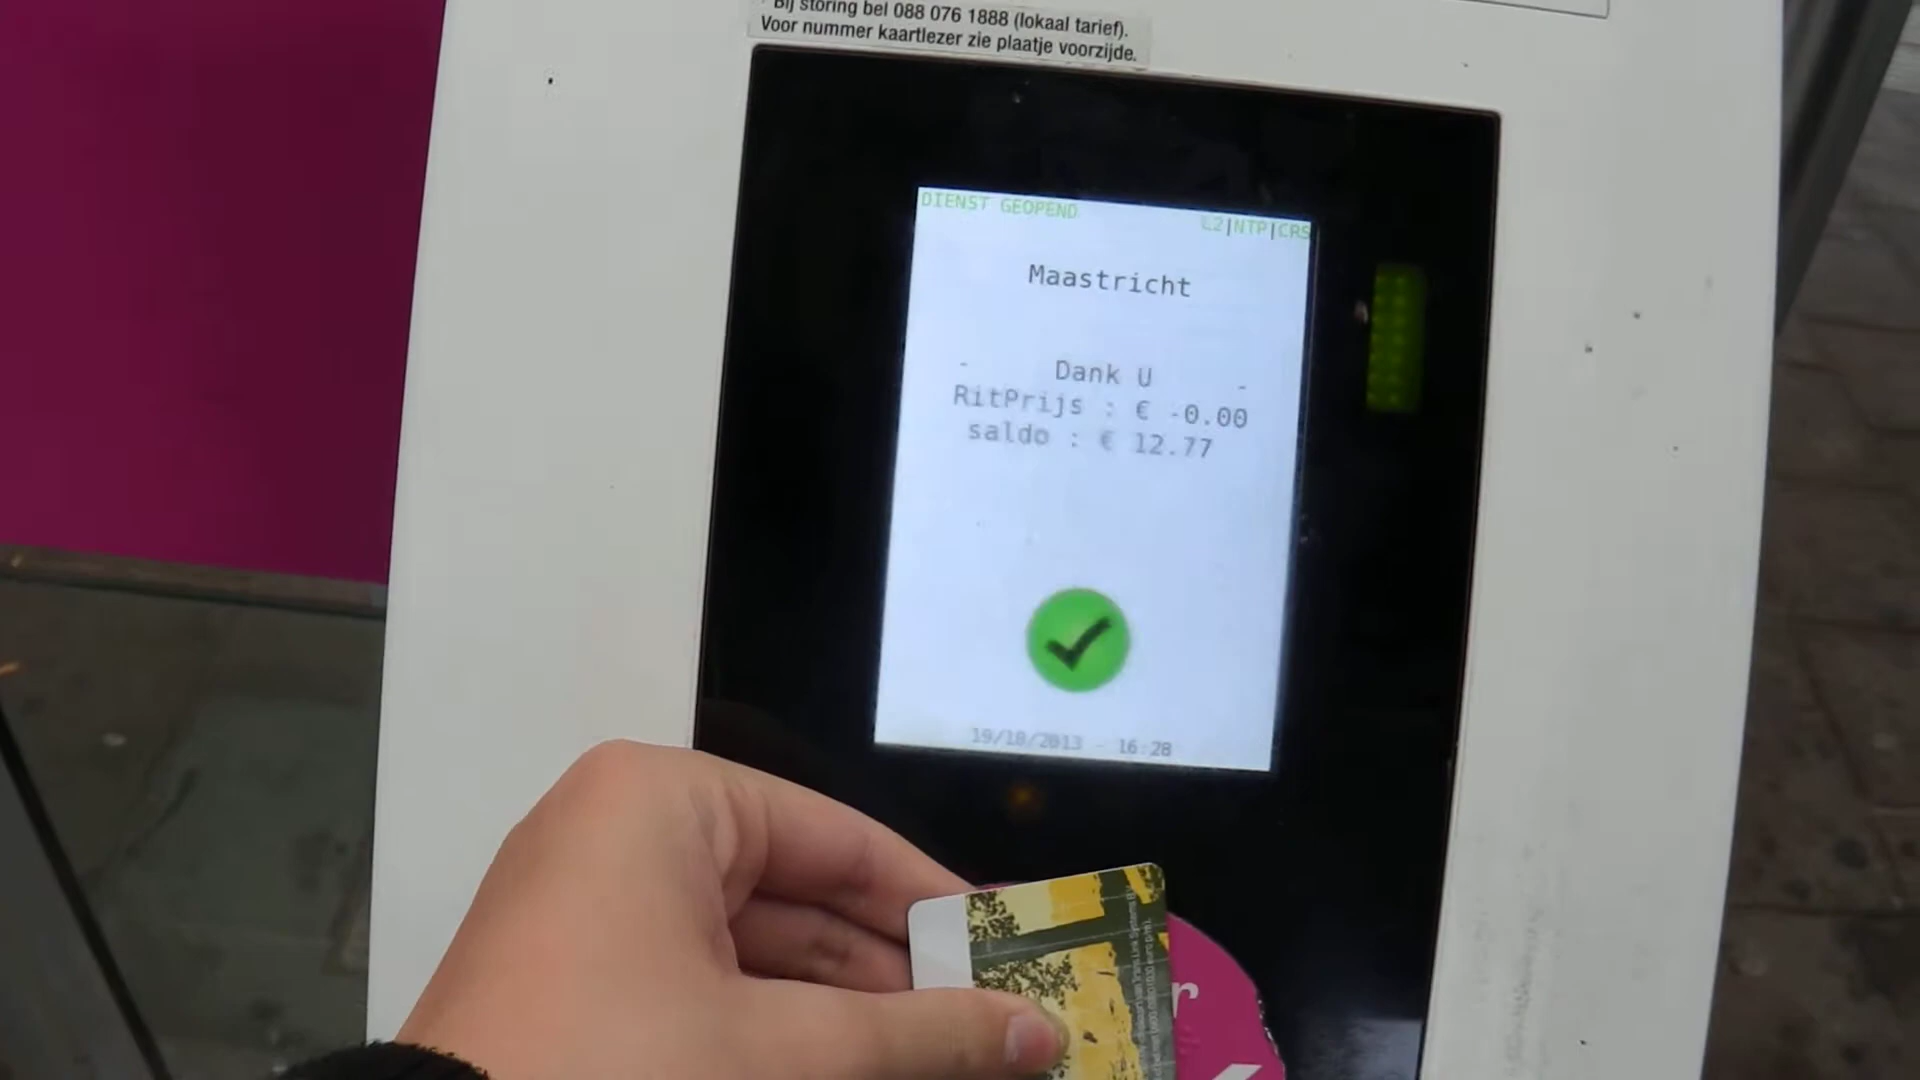 Bij storing bel 088 076 1888 (lokaal tarief).
Voor nummer kaartlezer zie plaatje voorzijde.
DIENST GEOPEND
L2|NTP|CRS
Maastricht
- Dank U -
RitPrijs : € -0.00
saldo : € 12.77
19/10/2013 - 16:28
r